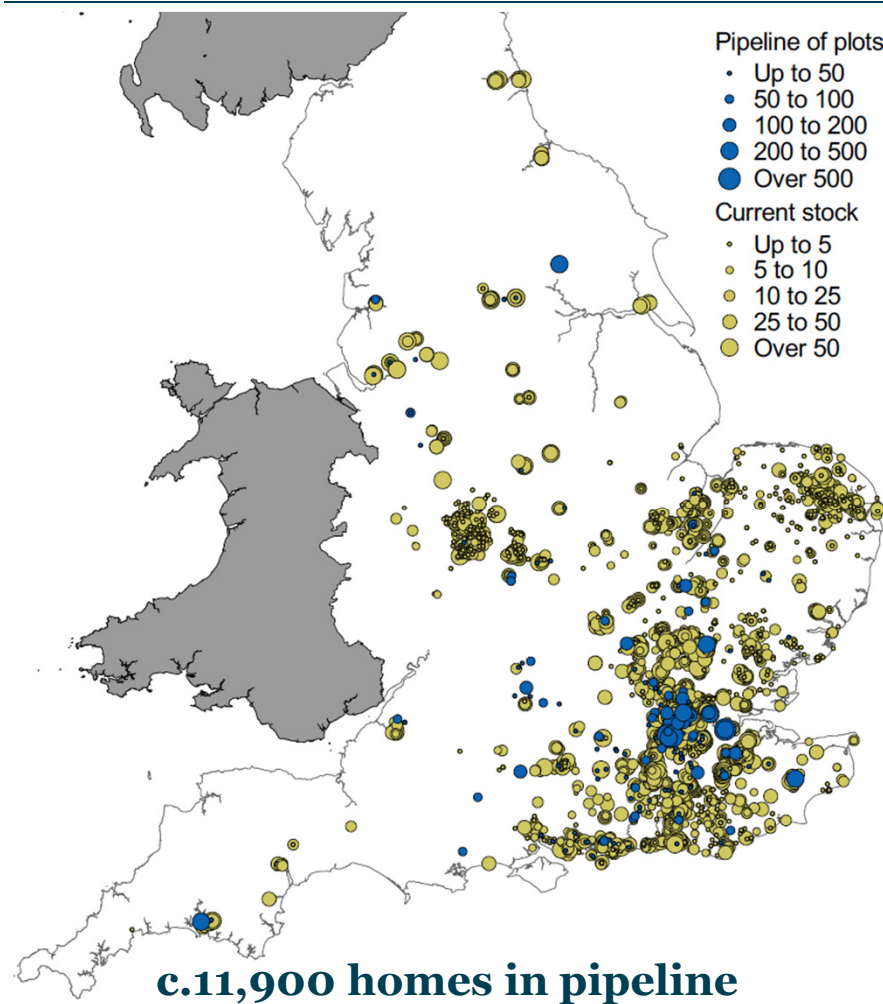 Pipeline of plots
Up to 50
50 to 100
100 to 200
200 to 500
Over 500
Current stock
Up to 5
5 to 10
10 to 25
25 to 50
Over 50
c.11,900 homes in pipeline